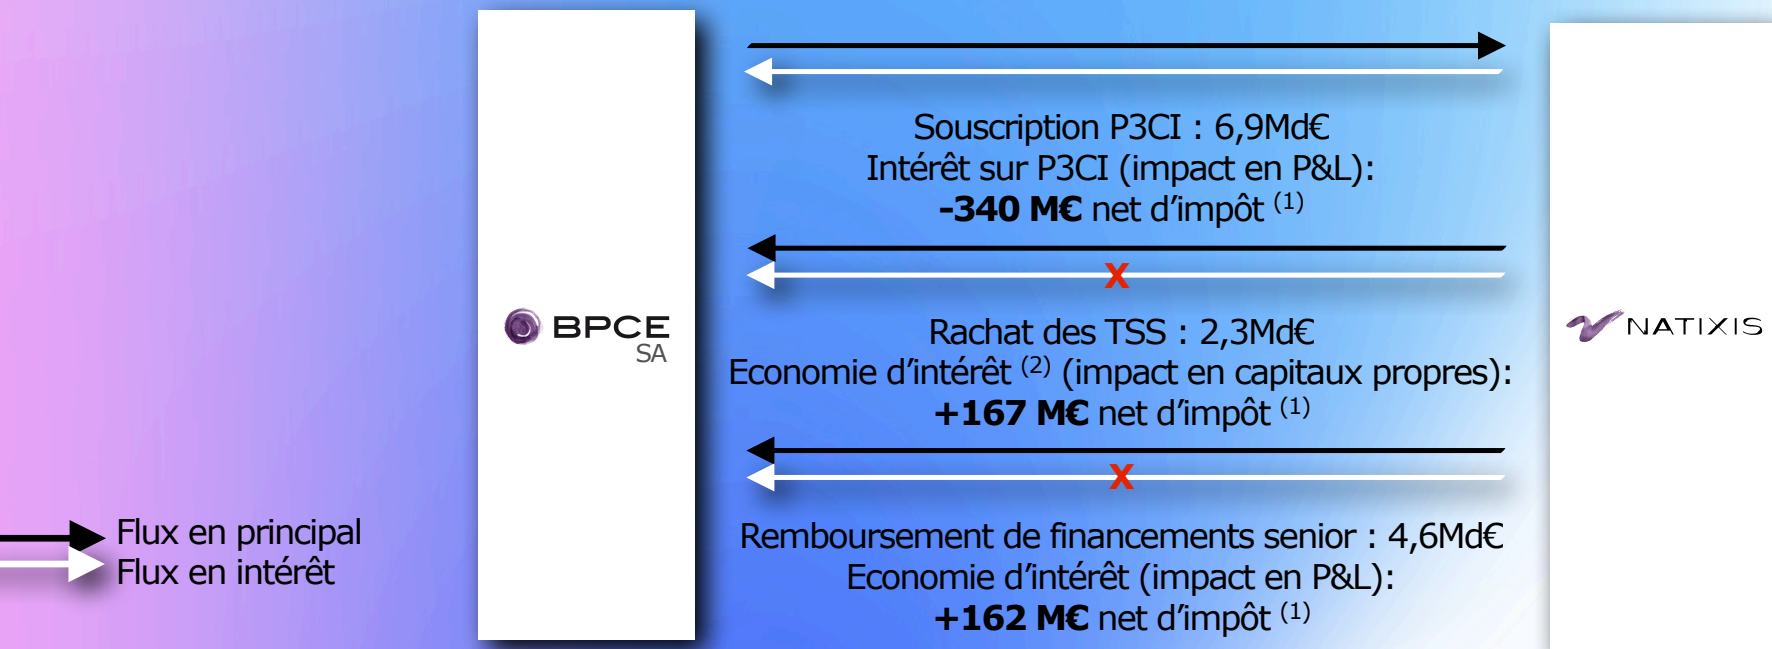 Souscription P3CI : 6,9Md€
Intérêt sur P3CI (impact en P&L):
-340 M€ net d'impôt (1)
X
BPCE
SA
NATIXIS
Rachat des TSS : 2,3Md€
Economie d'intérêt (2) (impact en capitaux propres):
+167 M€ net d'impôt (1)
X
Flux en principal
Flux en intérêt
Remboursement de financements senior : 4,6Md€
Economie d'intérêt (impact en P&L):
+162 M€ net d'impôt (1)